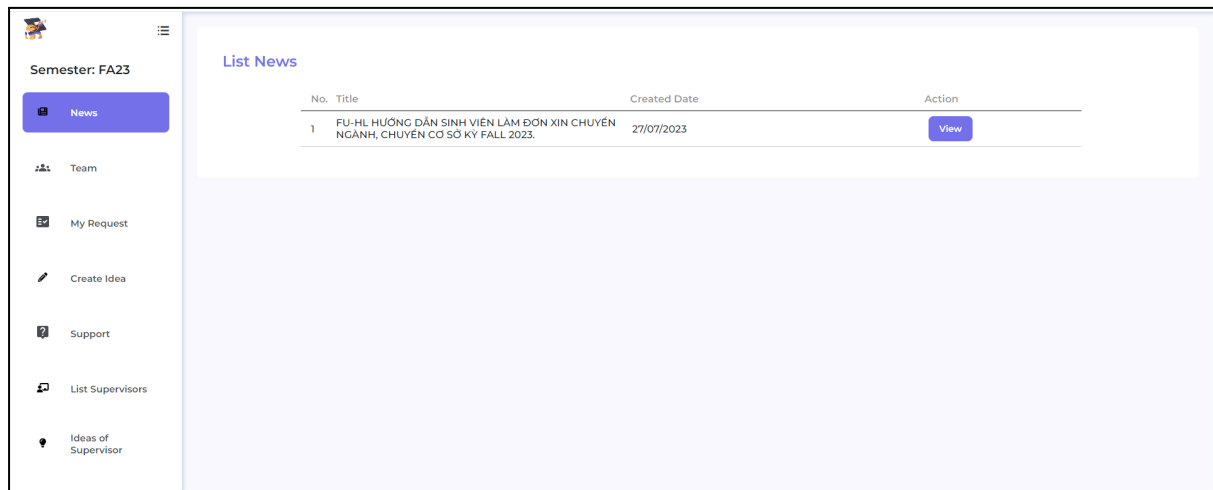 Semester: FA23
News
Team
My Request
Create Idea
Support
List Supervisors
Ideas of
Supervisor
List News
No. Title Created Date Action
1 FU-HL HƯỚNG DẪN SINH VIÊN LÀM ĐƠN XIN CHUYỂN
NGÀNH, CHUYỂN CƠ SỞ KỲ FALL 2023. 27/07/2023 View